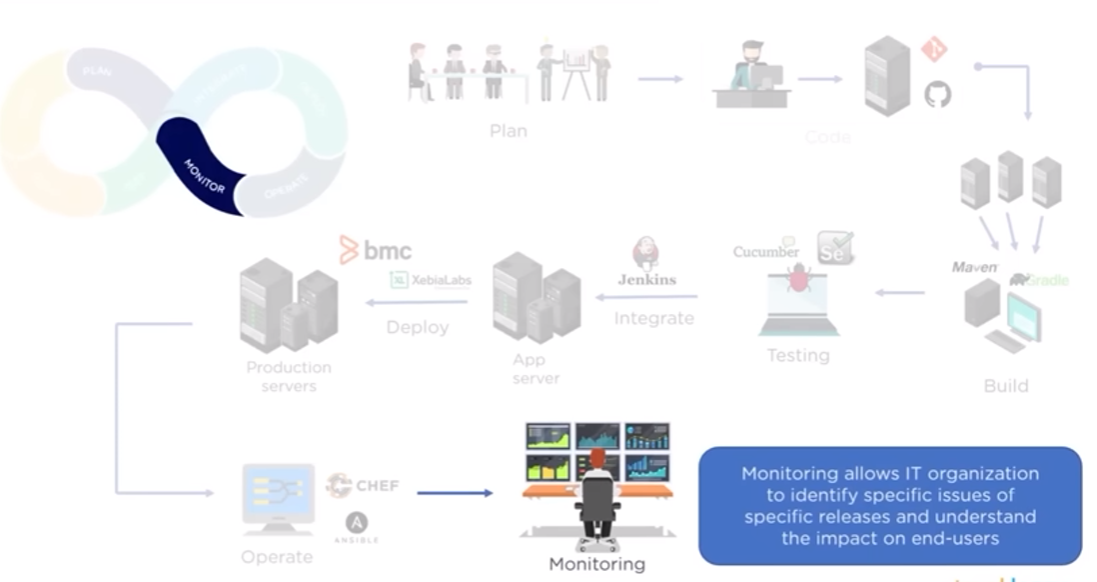 PLAN
MONITOR
OPERATE
Plan
Code
bmc
XebiaLabs
Deploy
Jenkins
Integrate
Cucumber
Se
Maven
Gradle
Production
servers
App
server
Testing
Build
CHEF
ANSIBLE
Operate
Monitoring
Monitoring allows IT organization
to identify specific issues of
specific releases and understand
the impact on end-users